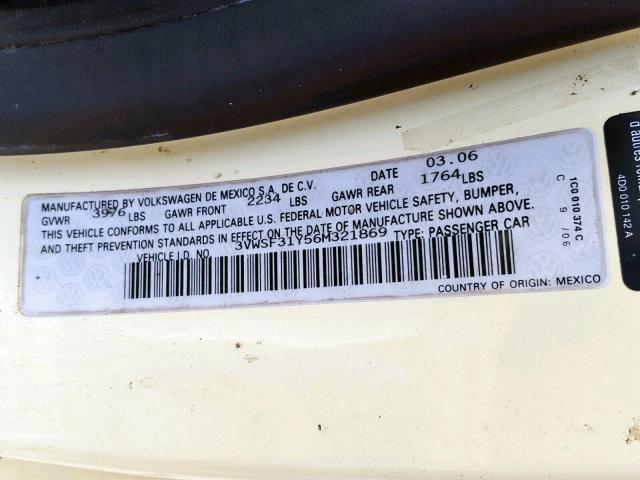 MANUFACTURED BY VOLKSWAGEN DE MEXICO S.A. DE C.V. DATE 03.06
GVWR 3976 LBS GAWR FRONT 2234 LBS GAWR REAR 1764 LBS
THIS VEHICLE CONFORMS TO ALL APPLICABLE U.S. FEDERAL MOTOR VEHICLE SAFETY, BUMPER,
AND THEFT PREVENTION STANDARDS IN EFFECT ON THE DATE OF MANUFACTURE SHOWN ABOVE.
VEHICLE I.D. NO. 3VWSF31Y56M321869 TYPE: PASSENGER CAR
COUNTRY OF ORIGIN: MEXICO
1C0 010 374 C
C 9 / 06
4D0 010 142 A